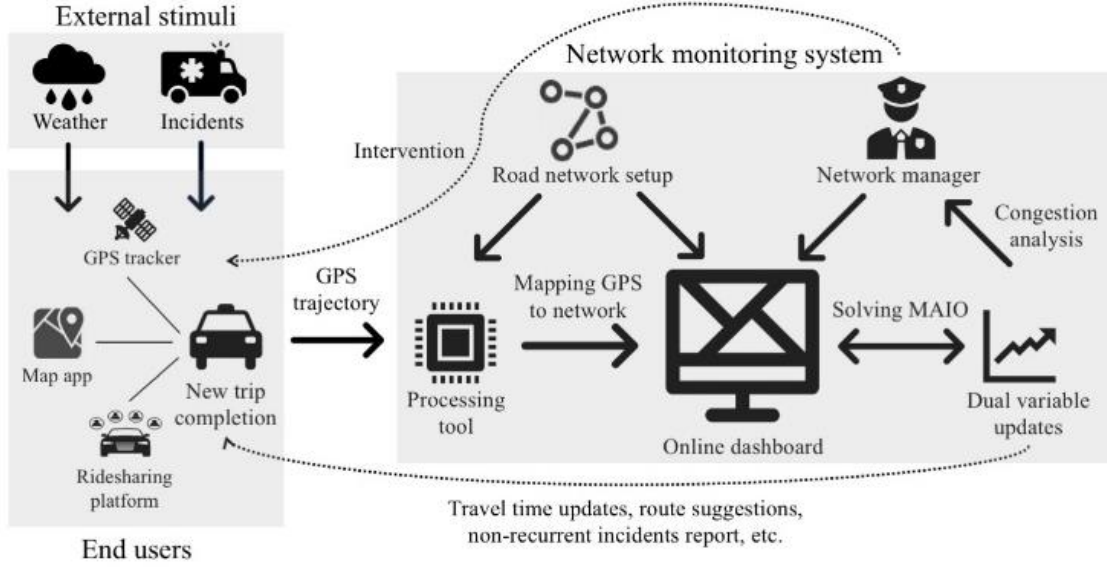 External stimuli
Weather
Incidents
Network monitoring system
Intervention
Road network setup
Network manager
GPS tracker
Congestion
analysis
GPS
trajectory
Mapping GPS
to network
Solving MAIO
Map app
New trip
completion
Processing
tool
Online dashboard
Dual variable
updates
Ridesharing
platform
Travel time updates, route suggestions,
non-recurrent incidents report, etc.
End users